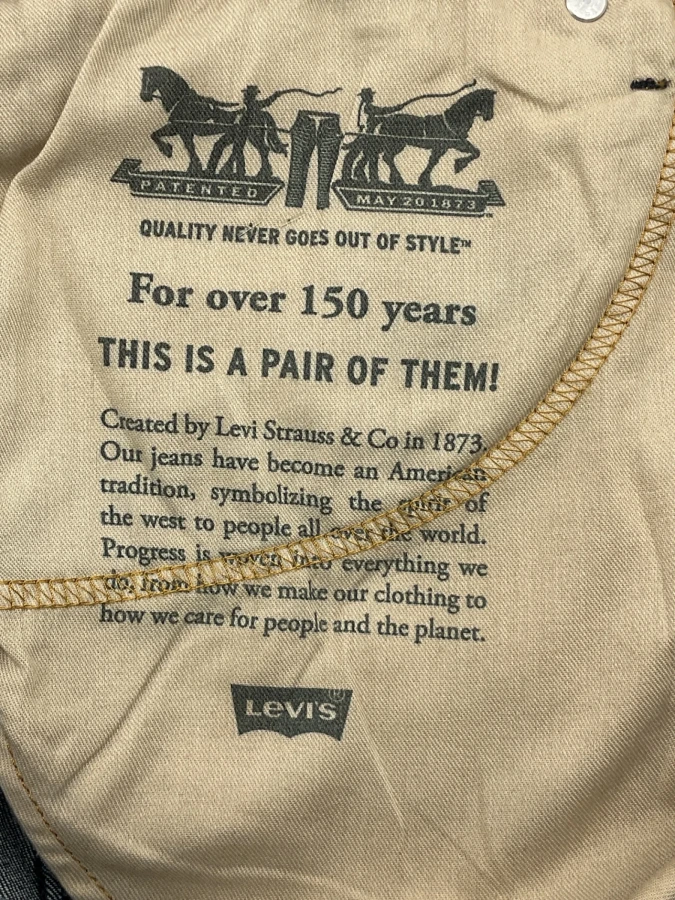 PATENTED MAY 20 1873™
QUALITY NEVER GOES OUT OF STYLE™
For over 150 years
THIS IS A PAIR OF THEM!
Created by Levi Strauss & Co in 1873.
Our jeans have become an American
tradition, symbolizing the spirit of
the west to people all over the world.
Progress is woven into everything we
do, from how we make our clothing to
how we care for people and the planet.
LEVI'S®